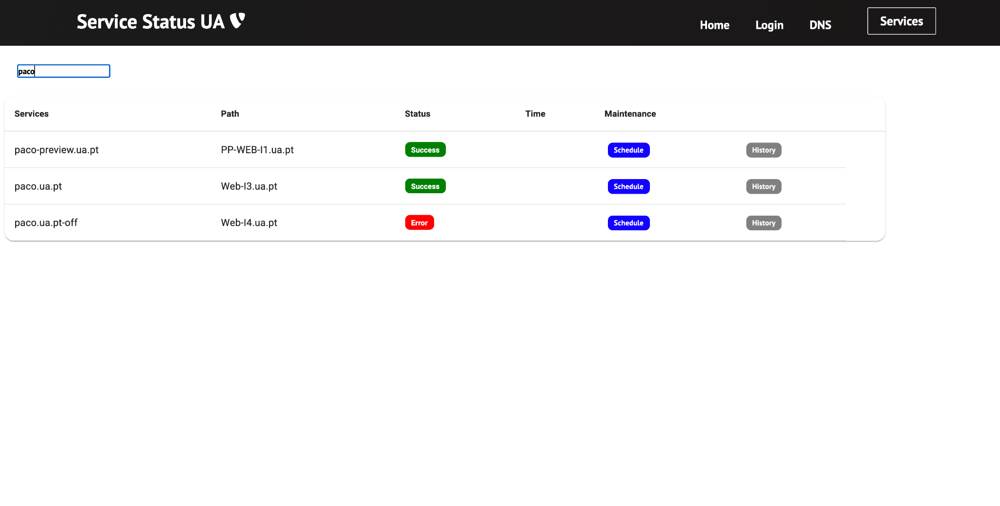 Service Status UA
Home Login DNS Services
paco
Services Path Status Time Maintenance
paco-preview.ua.pt PP-WEB-I1.ua.pt Success Schedule History
paco.ua.pt Web-I3.ua.pt Success Schedule History
paco.ua.pt-off Web-I4.ua.pt Error Schedule History